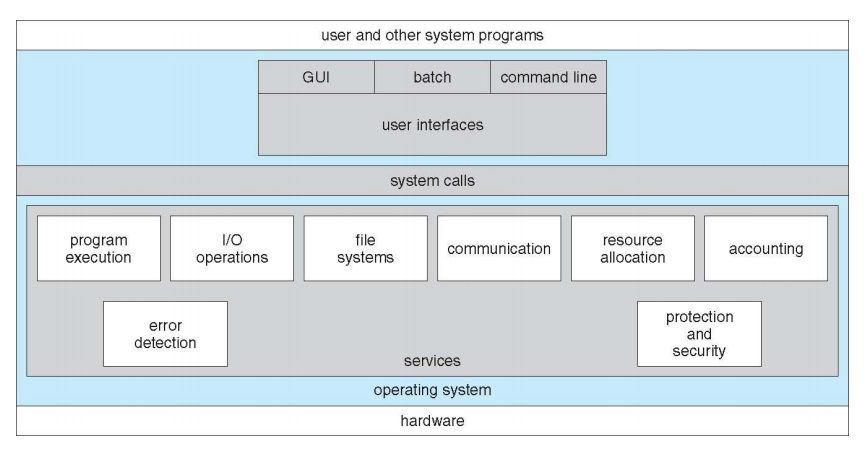 user and other system programs
GUI
batch
command line
user interfaces
system calls
program
execution
I/O
operations
file
systems
communication
resource
allocation
accounting
error
detection
protection
and
security
services
operating system
hardware